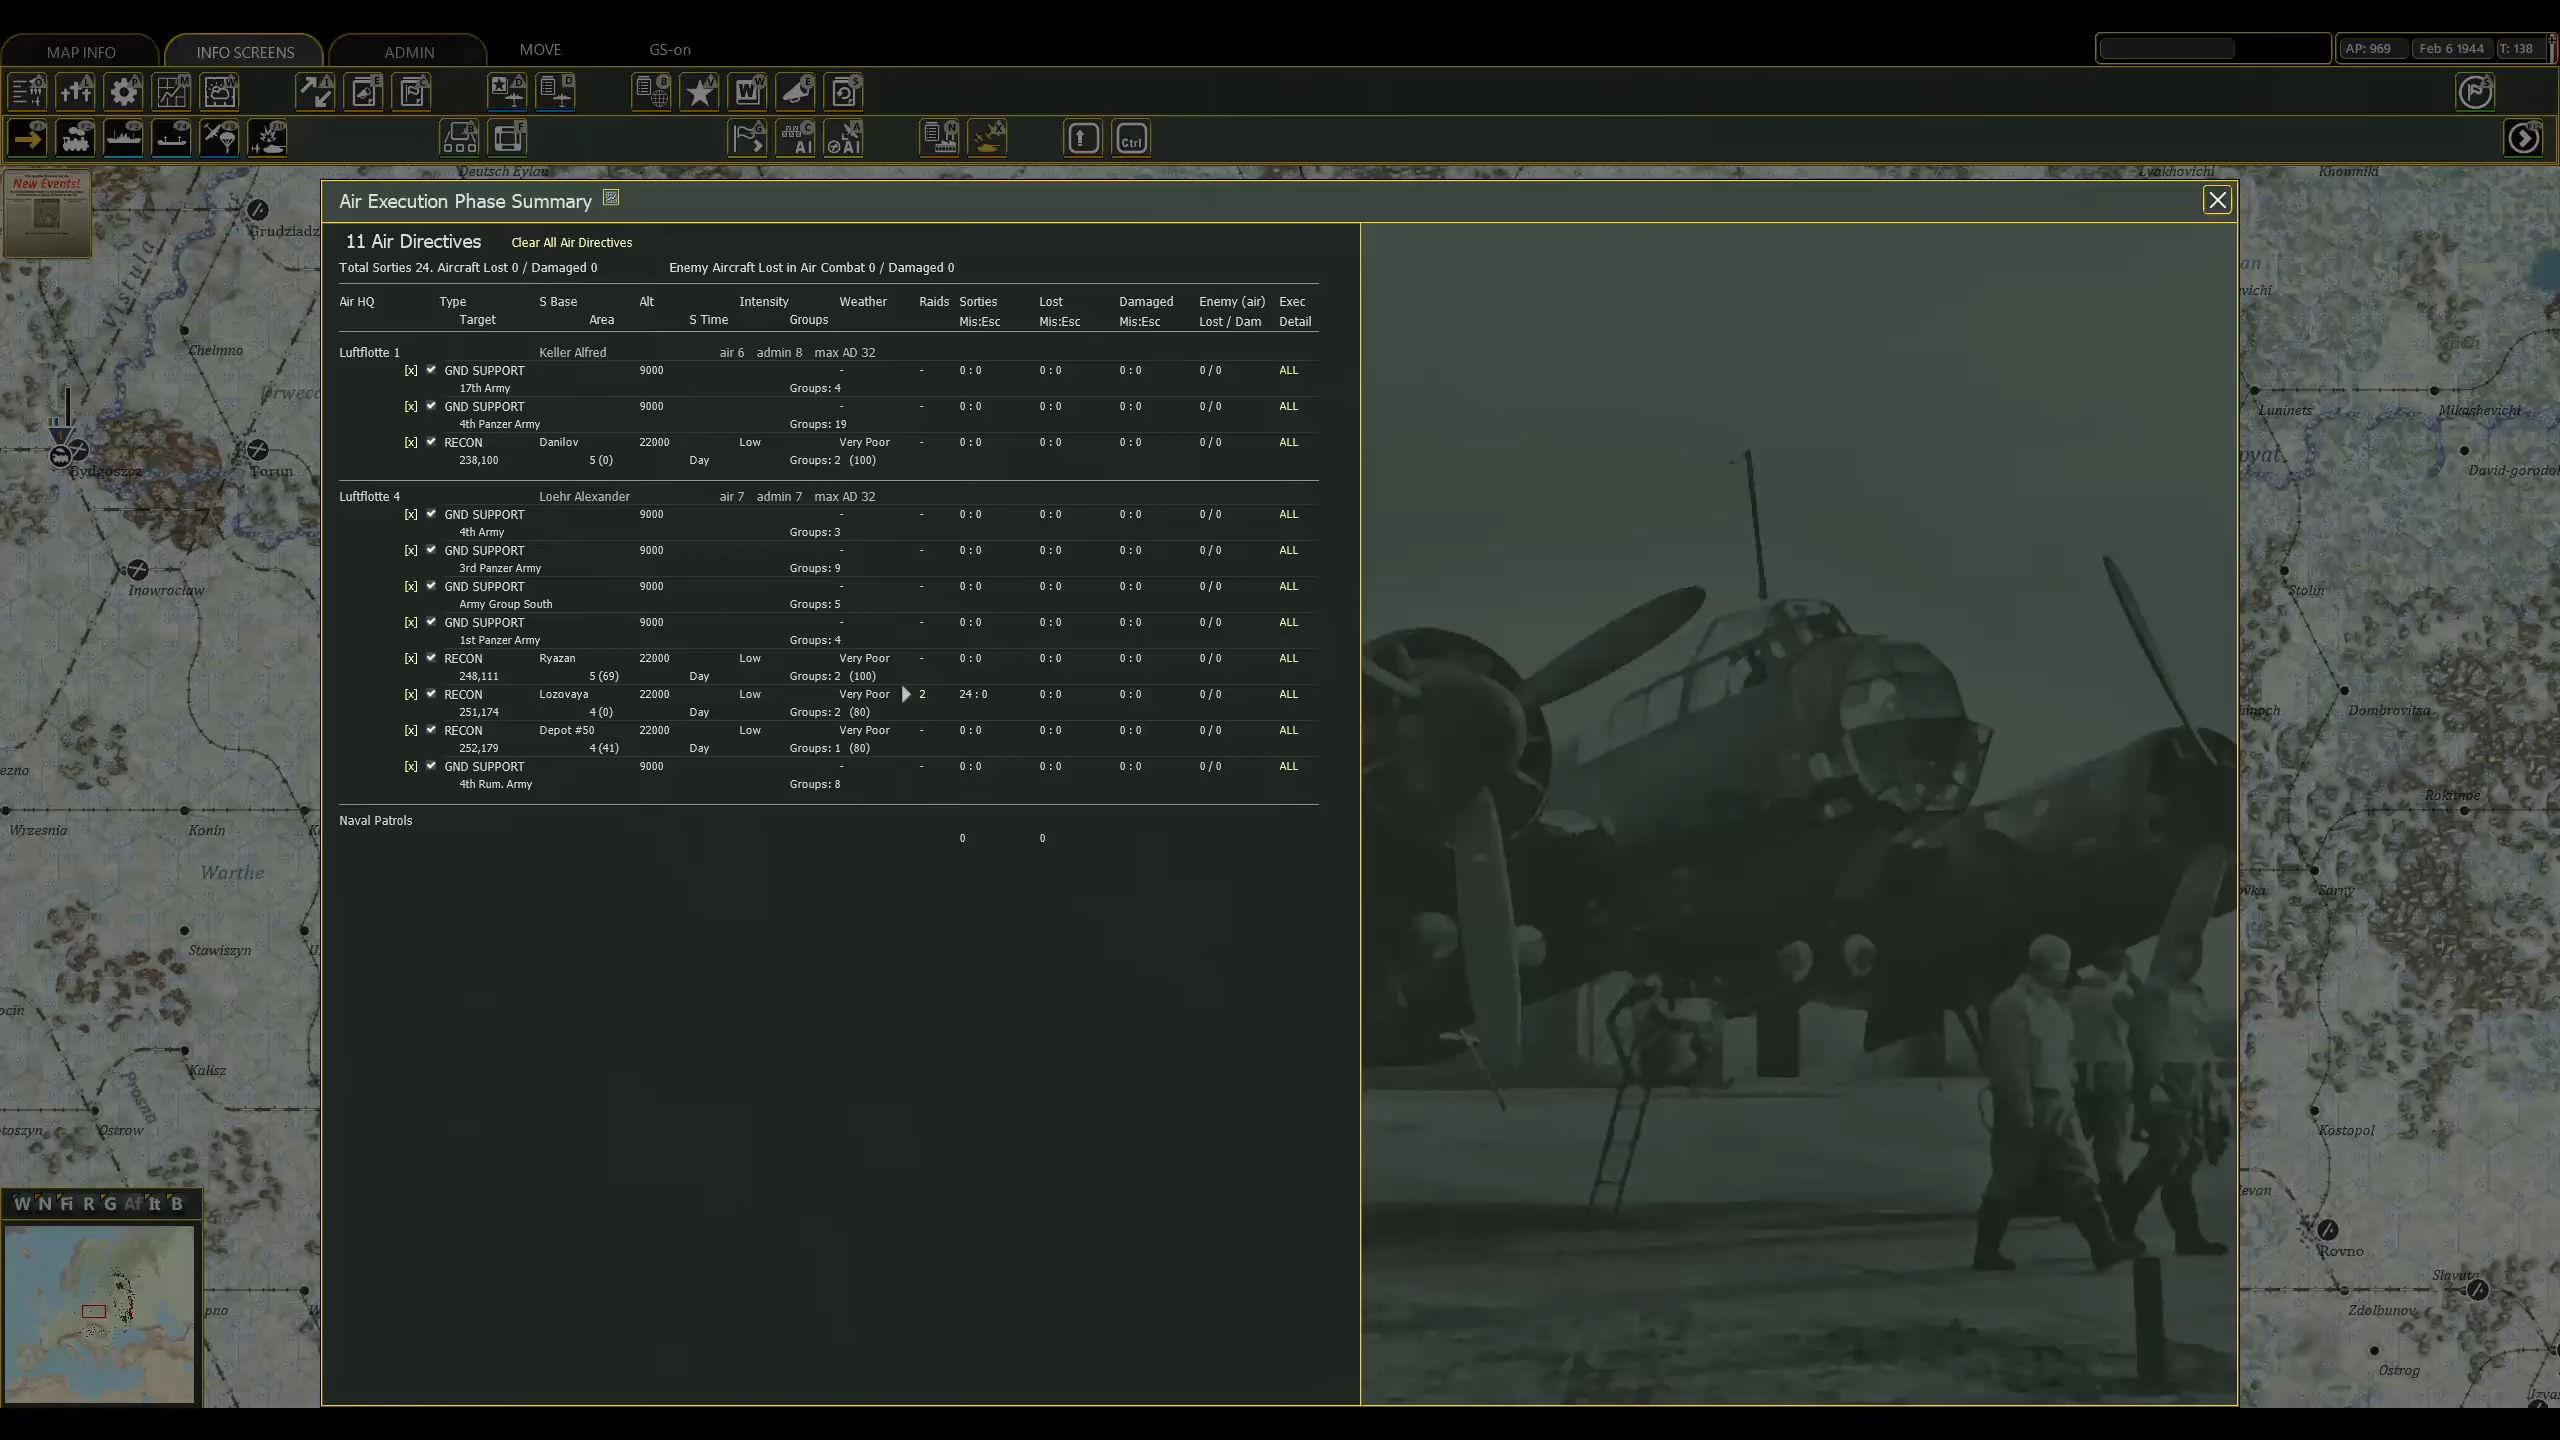 MAP INFO INFO SCREENS ADMIN MOVE GS-on AP: 969 Feb 6 1944 T: 138
AI AI Ctrl
New Events!
Deutsch Eylau Lyakhovichi Khomniki
Air Execution Phase Summary
Grudziadz
11 Air Directives Clear All Air Directives
Total Sorties 24. Aircraft Lost 0 / Damaged 0 Enemy Aircraft Lost in Air Combat 0 / Damaged 0
Vistula
Air HQ Type S Base Alt Intensity Weather Raids Sorties Lost Damaged Enemy (air) Exec
Target Area S Time Groups Mis:Esc Mis:Esc Mis:Esc Lost / Dam Detail
Chelmno
Luftflotte 1 Keller Alfred air 6 admin 8 max AD 32
[x] GND SUPPORT 9000 - - 0 : 0 0 : 0 0 : 0 0 / 0 ALL
17th Army Groups: 4
[x] GND SUPPORT 9000 - - 0 : 0 0 : 0 0 : 0 0 / 0 ALL
4th Panzer Army Groups: 19
[x] RECON Danilov 22000 Low Very Poor - 0 : 0 0 : 0 0 : 0 0 / 0 ALL
238,100 5 (0) Day Groups: 2 (100)
Luninets Mikashevichi
Bydgoszcz Torun David-gorodok
Luftflotte 4 Loehr Alexander air 7 admin 7 max AD 32
[x] GND SUPPORT 9000 - - 0 : 0 0 : 0 0 : 0 0 / 0 ALL
4th Army Groups: 3
[x] GND SUPPORT 9000 - - 0 : 0 0 : 0 0 : 0 0 / 0 ALL
3rd Panzer Army Groups: 9
[x] GND SUPPORT 9000 - - 0 : 0 0 : 0 0 : 0 0 / 0 ALL
Army Group South Groups: 5
[x] GND SUPPORT 9000 - - 0 : 0 0 : 0 0 : 0 0 / 0 ALL
1st Panzer Army Groups: 4
[x] RECON Ryazan 22000 Low Very Poor - 0 : 0 0 : 0 0 : 0 0 / 0 ALL
248,111 5 (69) Day Groups: 2 (100)
[x] RECON Lozovaya 22000 Low Very Poor 2 24 : 0 0 : 0 0 : 0 0 / 0 ALL
251,174 4 (0) Day Groups: 2 (80)
[x] RECON Depot #50 22000 Low Very Poor - 0 : 0 0 : 0 0 : 0 0 / 0 ALL
252,179 4 (41) Day Groups: 1 (80)
[x] GND SUPPORT 9000 - - 0 : 0 0 : 0 0 : 0 0 / 0 ALL
4th Rum. Army Groups: 8
Inowroclaw Stolin
Dombrovitsa
Naval Patrols
0 0
Wrzesnia Konin Rokitnoe
Warthe Sarny
Stawiszyn
Kalisz
Prosna
Ostrow Kostopol
W N Fi R G Af It B
Rovno
Slavuta
Zdolbunov
Ostrog